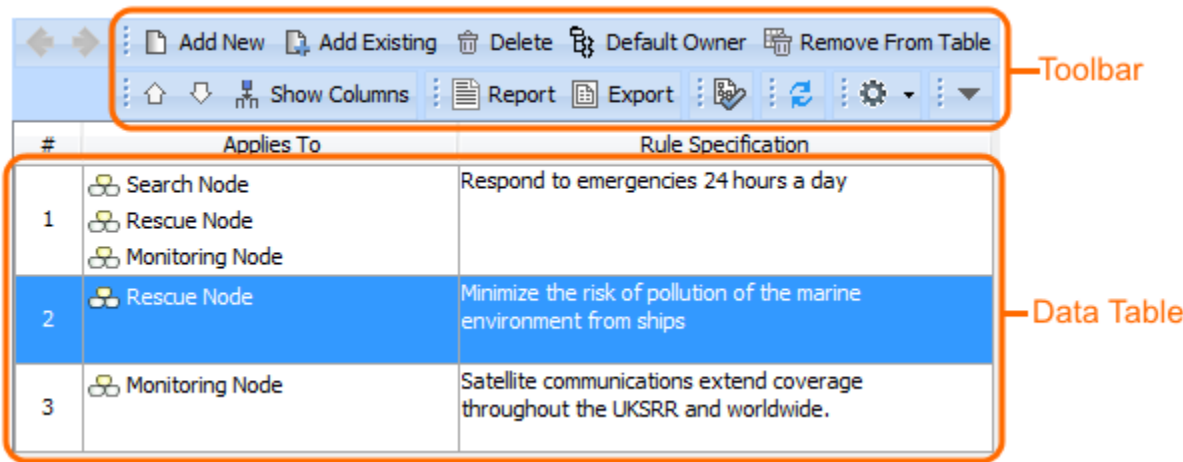 Add New Add Existing Delete Default Owner Remove From Table
Toolbar
Show Columns Report Export
# Applies To Rule Specification
1
Search Node
Rescue Node
Monitoring Node
Respond to emergencies 24 hours a day
2
Rescue Node
Minimize the risk of pollution of the marine
environment from ships
Data Table
3
Monitoring Node
Satellite communications extend coverage
throughout the UKSRR and worldwide.